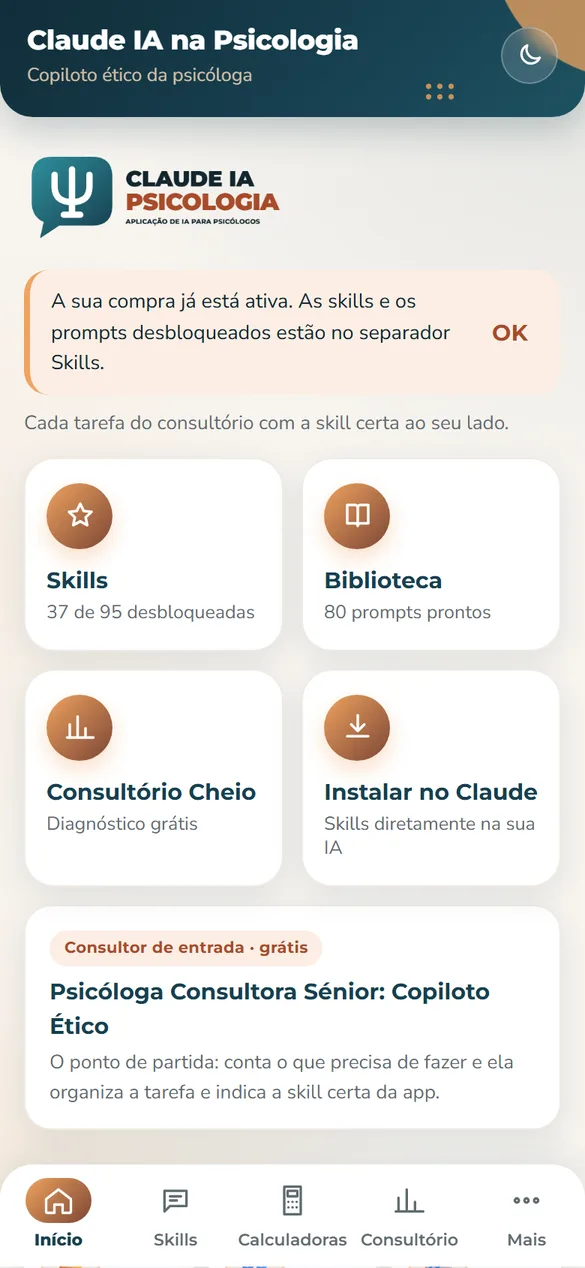 Claude IA na Psicologia
Copiloto ético da psicóloga
CLAUDE IA
PSICOLOGIA
APLICAÇÃO DE IA PARA PSICÓLOGOS
A sua compra já está ativa. As skills e os
prompts desbloqueados estão no separador
Skills.
OK
Cada tarefa do consultório com a skill certa ao seu lado.
Skills
37 de 95 desbloqueadas
Biblioteca
80 prompts prontos
Consultório Cheio
Diagnóstico grátis
Instalar no Claude
Skills diretamente na sua
IA
Consultor de entrada · grátis
Psicóloga Consultora Sénior: Copiloto
Ético
O ponto de partida: conta o que precisa de fazer e ela
organiza a tarefa e indica a skill certa da app.
Início
Skills
Calculadoras
Consultório
Mais